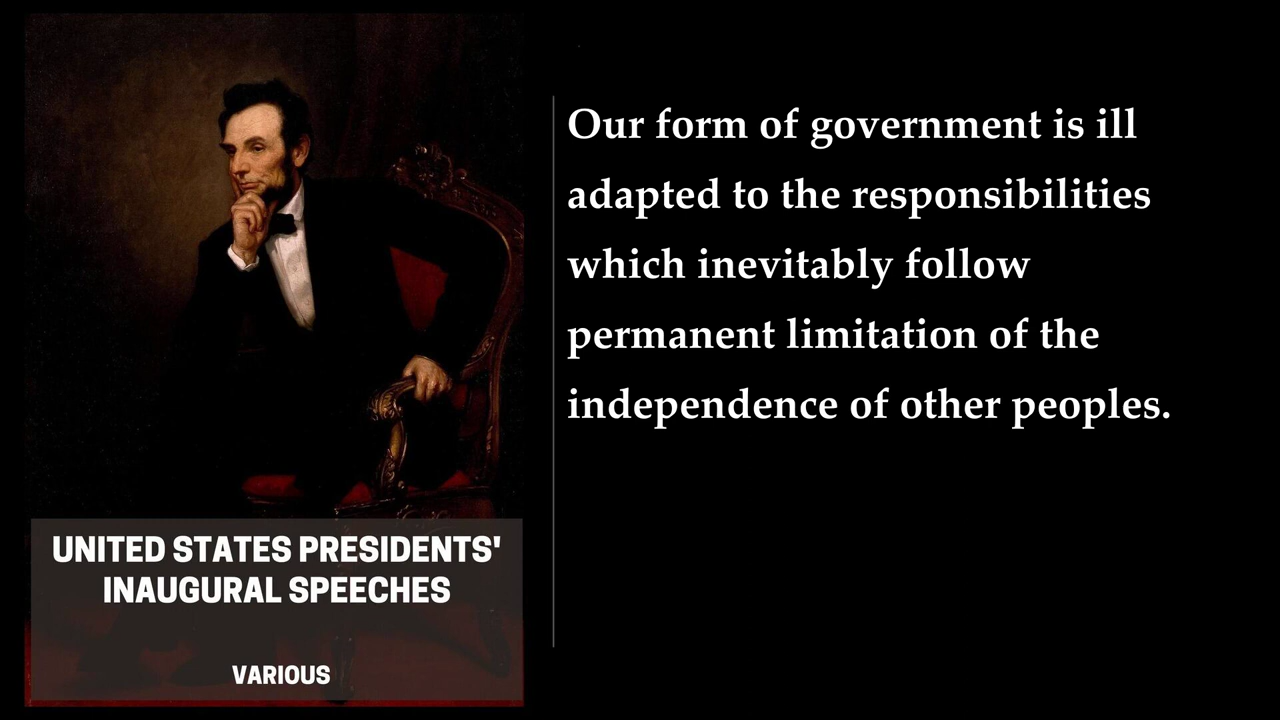 Our form of government is ill
adapted to the responsibilities
which inevitably follow
permanent limitation of the
independence of other peoples.
UNITED STATES PRESIDENTS'
INAUGURAL SPEECHES
VARIOUS